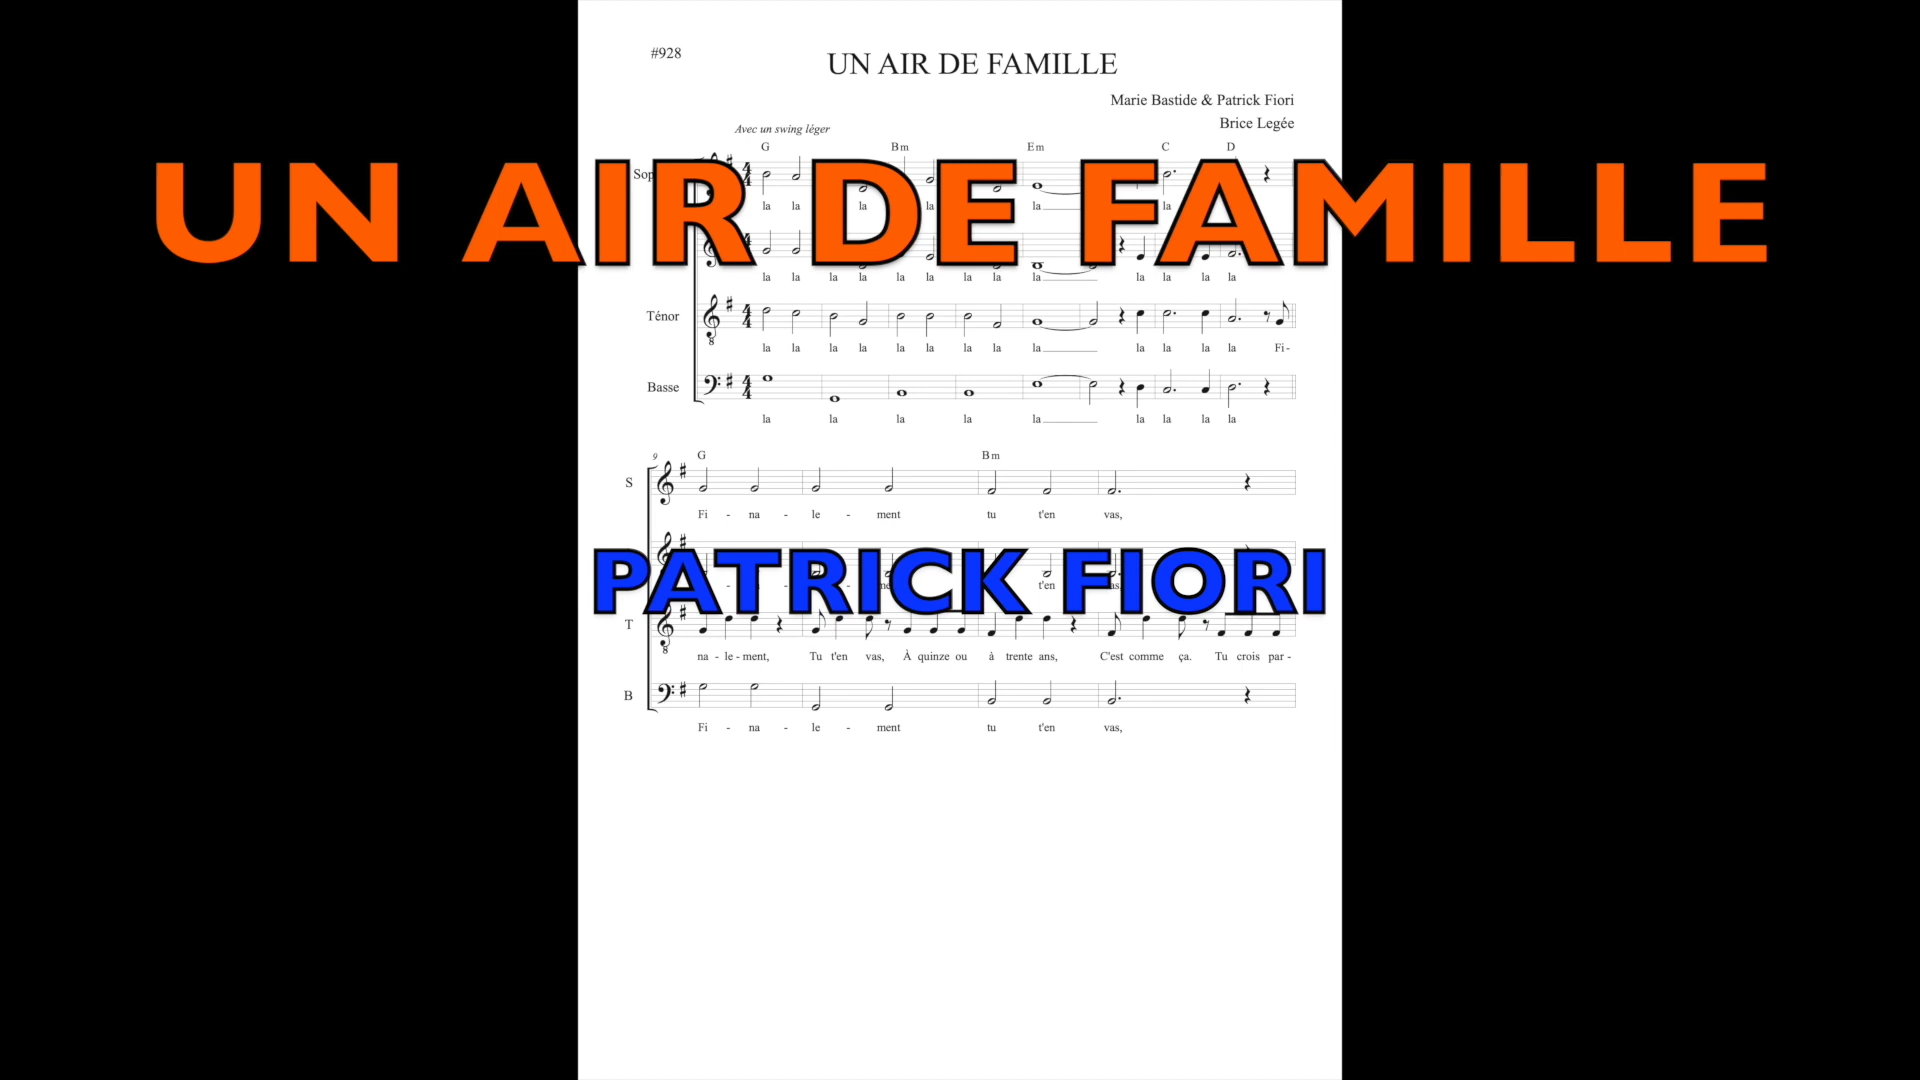 #928
UN AIR DE FAMILLE
Marie Bastide & Patrick Fiori
Brice Legée
Avec un swing léger
G Bm Em C D
UN AIR DE FAMILLE
la la la la la la
la la la la la la la la la la la la
Ténor
8
la la la la la la la la la la la la la Fi-
Basse
la la la la la la la la la
9 G Bm
S
Fi - na - le - ment tu t'en vas,
PATRICK FIORI
t'en
T
8
na - le - ment, Tu t'en vas, À quinze ou à trente ans, C'est comme ça. Tu crois par -
B
Fi - na - le - ment tu t'en vas,